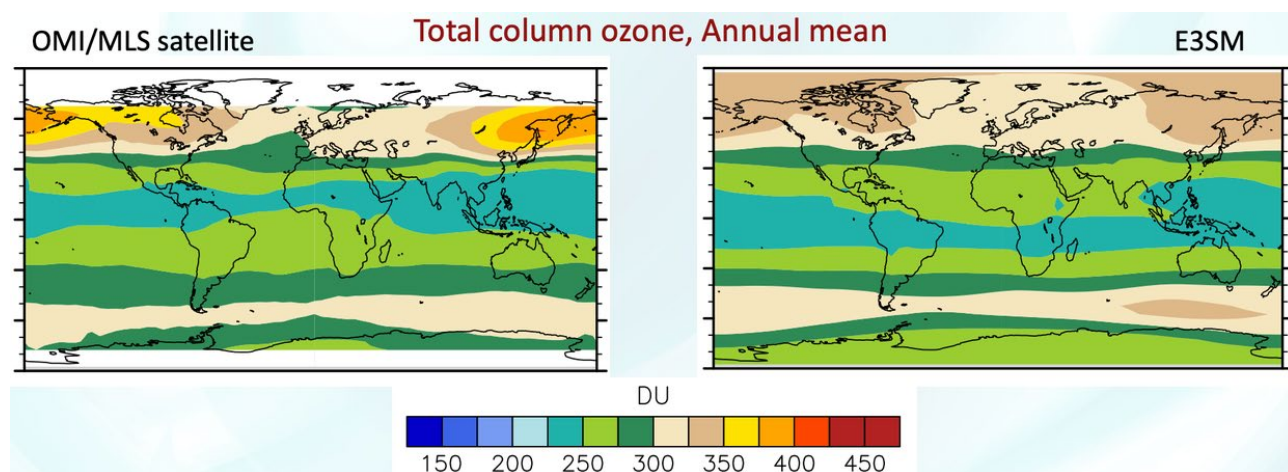 Total column ozone, Annual mean
OMI/MLS satellite
E3SM
DU
150 200 250 300 350 400 450